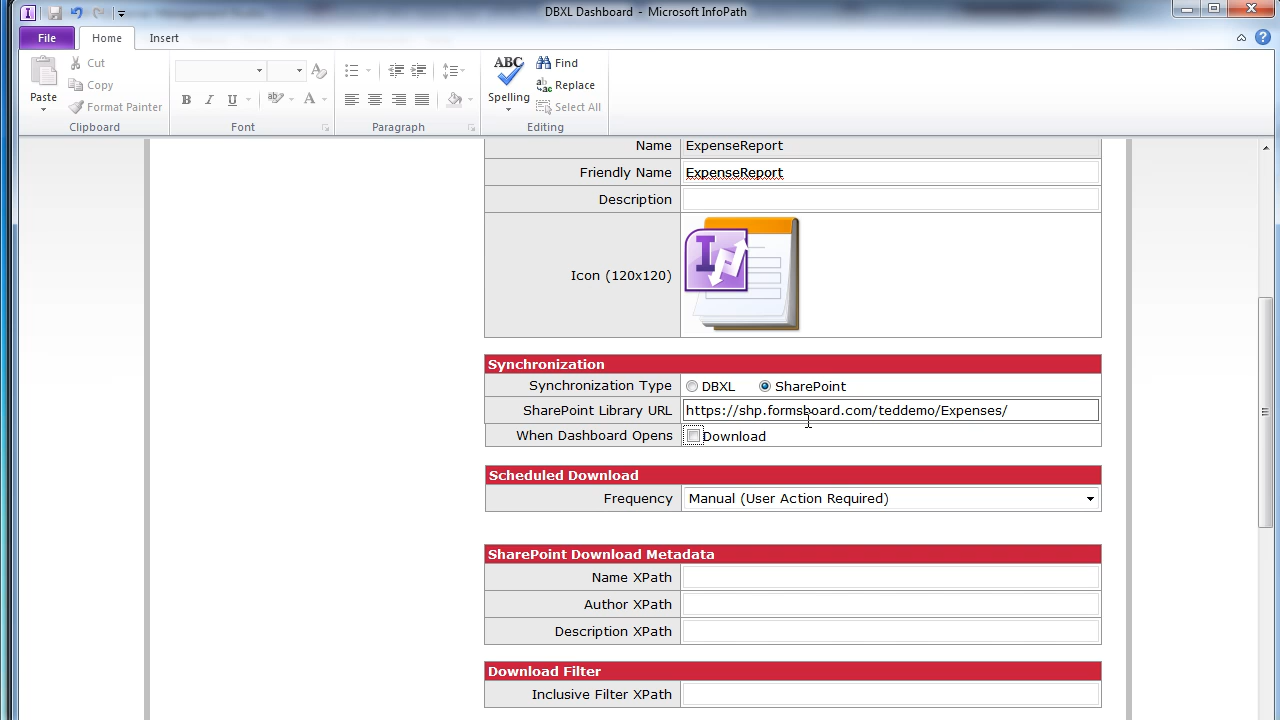 DBXL Dashboard - Microsoft InfoPath
File Home Insert
Paste
Cut
Copy
Format Painter
Clipboard
B I U ab A
Font
Paragraph
ABC
Spelling
Find
Replace
Select All
Editing
Name ExpenseReport
Friendly Name ExpenseReport
Description
Icon (120x120)
Synchronization
Synchronization Type DBXL SharePoint
SharePoint Library URL https://shp.formsboard.com/teddemo/Expenses/
When Dashboard Opens Download
Scheduled Download
Frequency Manual (User Action Required)
SharePoint Download Metadata
Name XPath
Author XPath
Description XPath
Download Filter
Inclusive Filter XPath